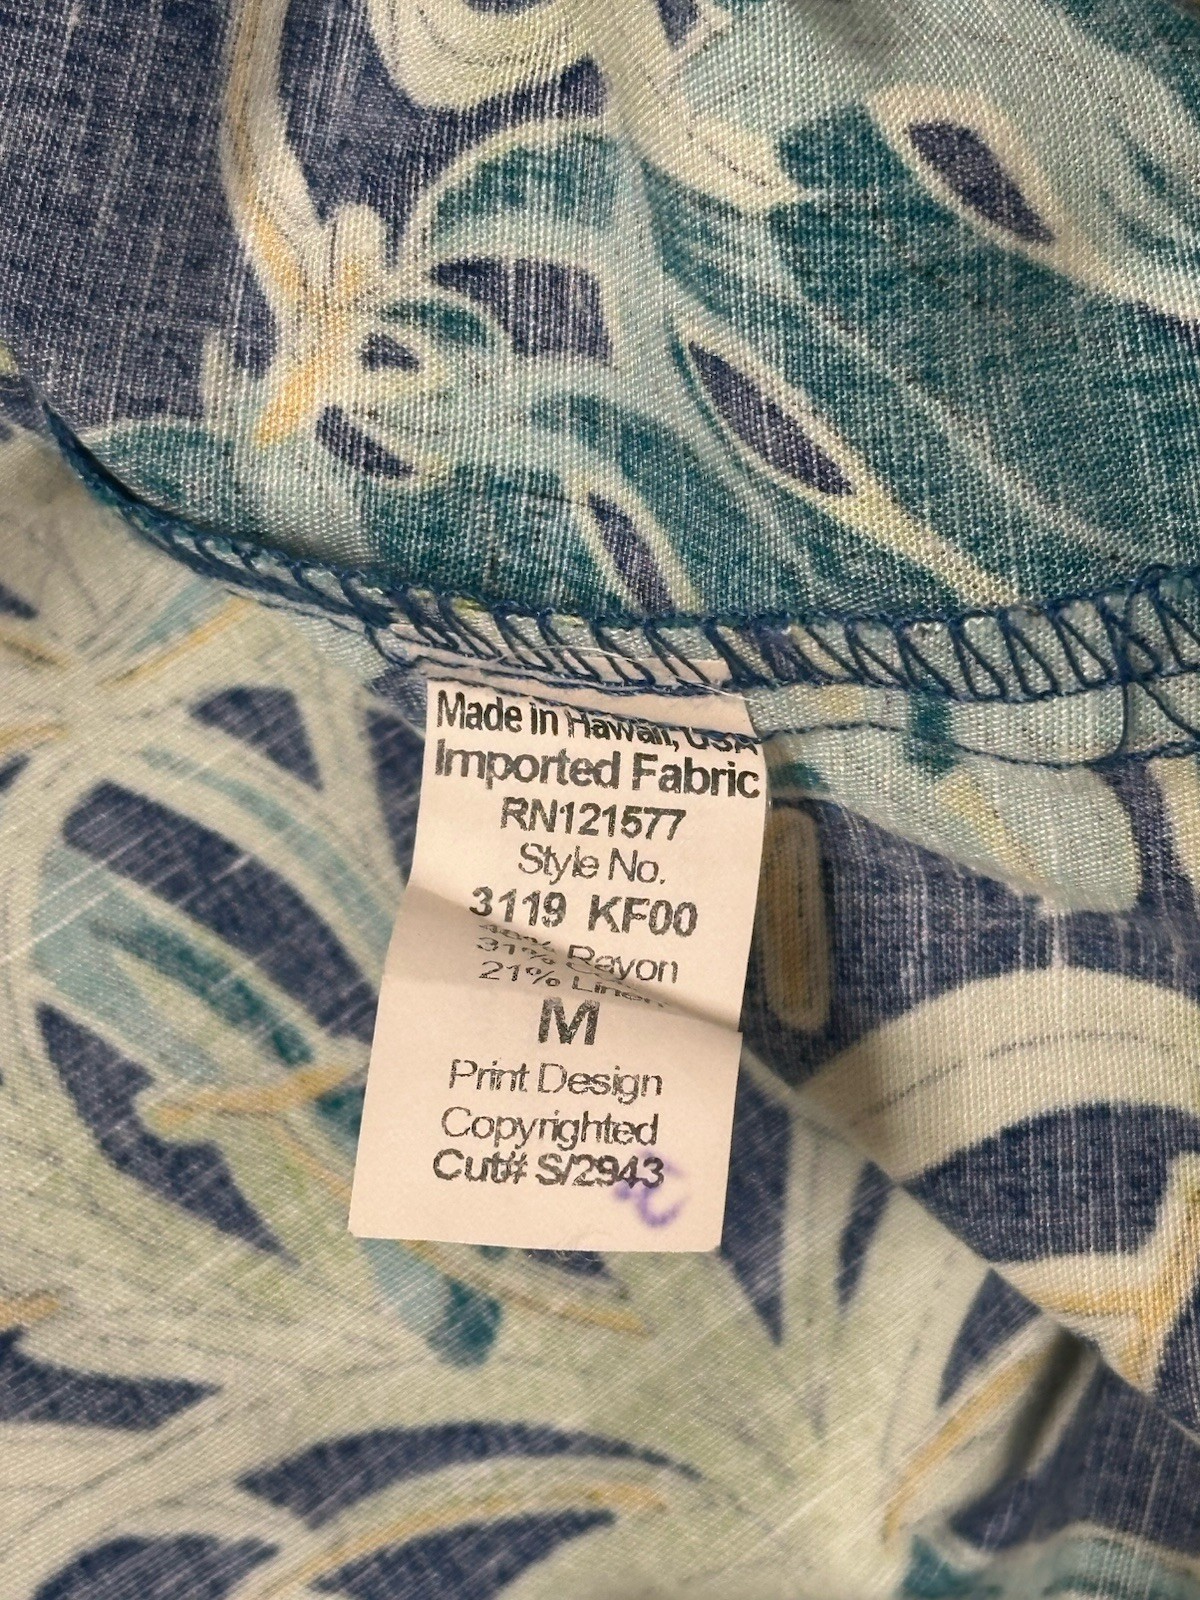 Made in Hawaii, USA
Imported Fabric
RN121577
Style No.
3119 KF00
48% Rayon
31%
21% Linen
M
Print Design
Copyrighted
Cut# S/2943